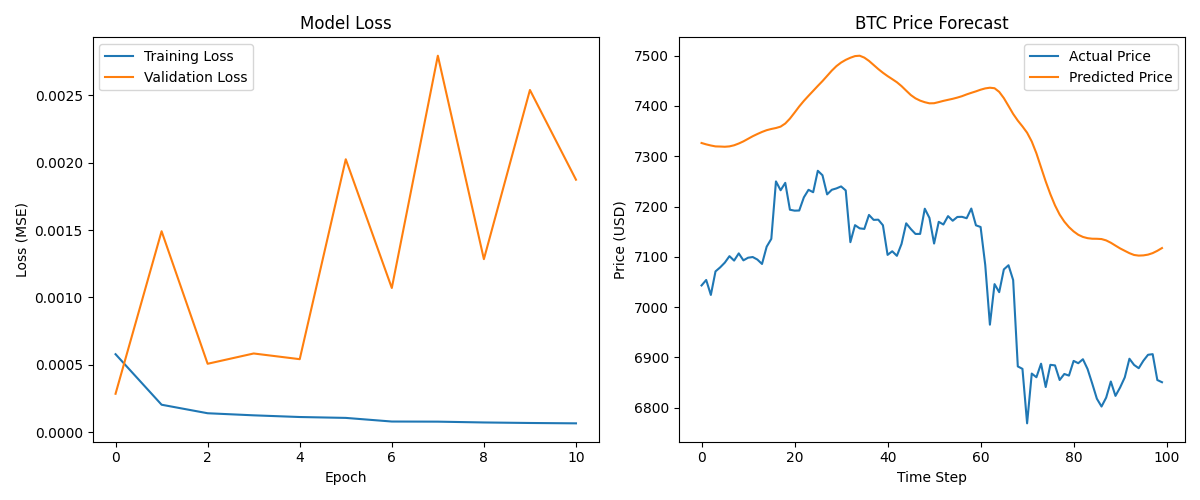 Model Loss
Training Loss
Validation Loss
0.0025
0.0020
0.0015
0.0010
0.0005
0.0000
Loss (MSE)
0 2 4 6 8 10
Epoch
BTC Price Forecast
Actual Price
Predicted Price
7500
7400
7300
7200
7100
7000
6900
6800
Price (USD)
0 20 40 60 80 100
Time Step